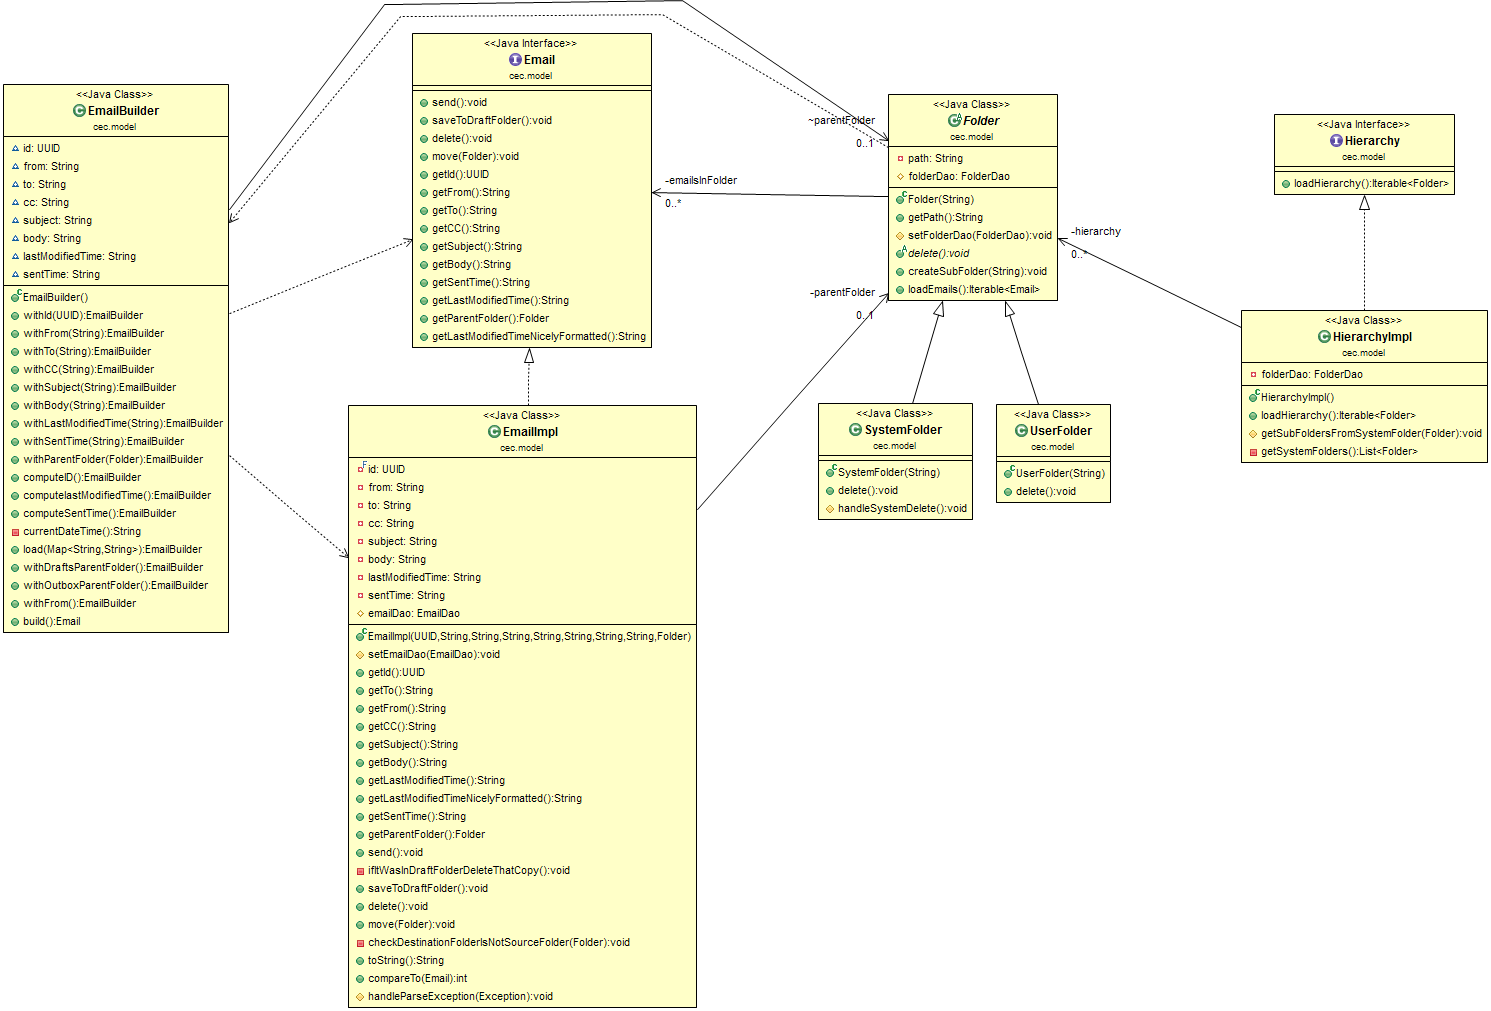 <<Java Class>>
EmailBuilder
cec.model
id: UUID
from: String
to: String
cc: String
subject: String
body: String
lastModifiedTime: String
sentTime: String
EmailBuilder()
withId(UUID):EmailBuilder
withFrom(String):EmailBuilder
withTo(String):EmailBuilder
withCC(String):EmailBuilder
withSubject(String):EmailBuilder
withBody(String):EmailBuilder
withLastModifiedTime(String):EmailBuilder
withSentTime(String):EmailBuilder
withParentFolder(Folder):EmailBuilder
computeID():EmailBuilder
computelastModifiedTime():EmailBuilder
computeSentTime():EmailBuilder
currentDateTime():String
load(Map<String,String>):EmailBuilder
withDraftsParentFolder():EmailBuilder
withOutboxParentFolder():EmailBuilder
withFrom():EmailBuilder
build():Email
<<Java Interface>>
Email
cec.model
send():void
saveToDraftFolder():void
delete():void
move(Folder):void
getId():UUID
getFrom():String
getTo():String
getCC():String
getSubject():String
getBody():String
getSentTime():String
getLastModifiedTime():String
getParentFolder():Folder
getLastModifiedTimeNicelyFormatted():String
<<Java Class>>
EmailImpl
cec.model
id: UUID
from: String
to: String
cc: String
subject: String
body: String
lastModifiedTime: String
sentTime: String
emailDao: EmailDao
EmailImpl(UUID,String,String,String,String,String,String,String,Folder)
setEmailDao(EmailDao):void
getId():UUID
getTo():String
getFrom():String
getCC():String
getSubject():String
getBody():String
getLastModifiedTime():String
getLastModifiedTimeNicelyFormatted():String
getSentTime():String
getParentFolder():Folder
send():void
ifItWasInDraftFolderDeleteThatCopy():void
saveToDraftFolder():void
delete():void
move(Folder):void
checkDestinationFolderIsNotSourceFolder(Folder):void
toString():String
compareTo(Email):int
handleParseException(Exception):void
~parentFolder
0..1
-emailsInFolder
0..*
-parentFolder
0..1
<<Java Class>>
Folder
cec.model
path: String
folderDao: FolderDao
Folder(String)
getPath():String
setFolderDao(FolderDao):void
delete():void
createSubFolder(String):void
loadEmails():Iterable<Email>
<<Java Class>>
SystemFolder
cec.model
SystemFolder(String)
delete():void
handleSystemDelete():void
<<Java Class>>
UserFolder
cec.model
UserFolder(String)
delete():void
-hierarchy
0..*
<<Java Interface>>
Hierarchy
cec.model
loadHierarchy():Iterable<Folder>
<<Java Class>>
HierarchyImpl
cec.model
folderDao: FolderDao
HierarchyImpl()
loadHierarchy():Iterable<Folder>
getSubFoldersFromSystemFolder(Folder):void
getSystemFolders():List<Folder>